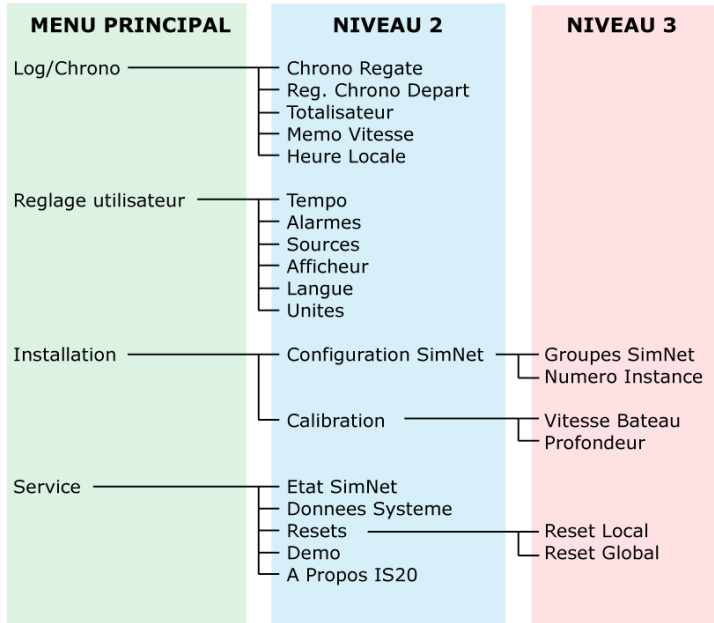 MENU PRINCIPAL NIVEAU 2 NIVEAU 3
Log/Chrono Chrono Regate
Reg. Chrono Depart
Totalisateur
Memo Vitesse
Heure Locale
Reglage utilisateur Tempo
Alarmes
Sources
Afficheur
Langue
Unites
Installation Configuration SimNet Groupes SimNet
Numero Instance
Calibration Vitesse Bateau
Profondeur
Service Etat SimNet
Donnees Systeme
Resets Reset Local
Demo Reset Global
A Propos IS20